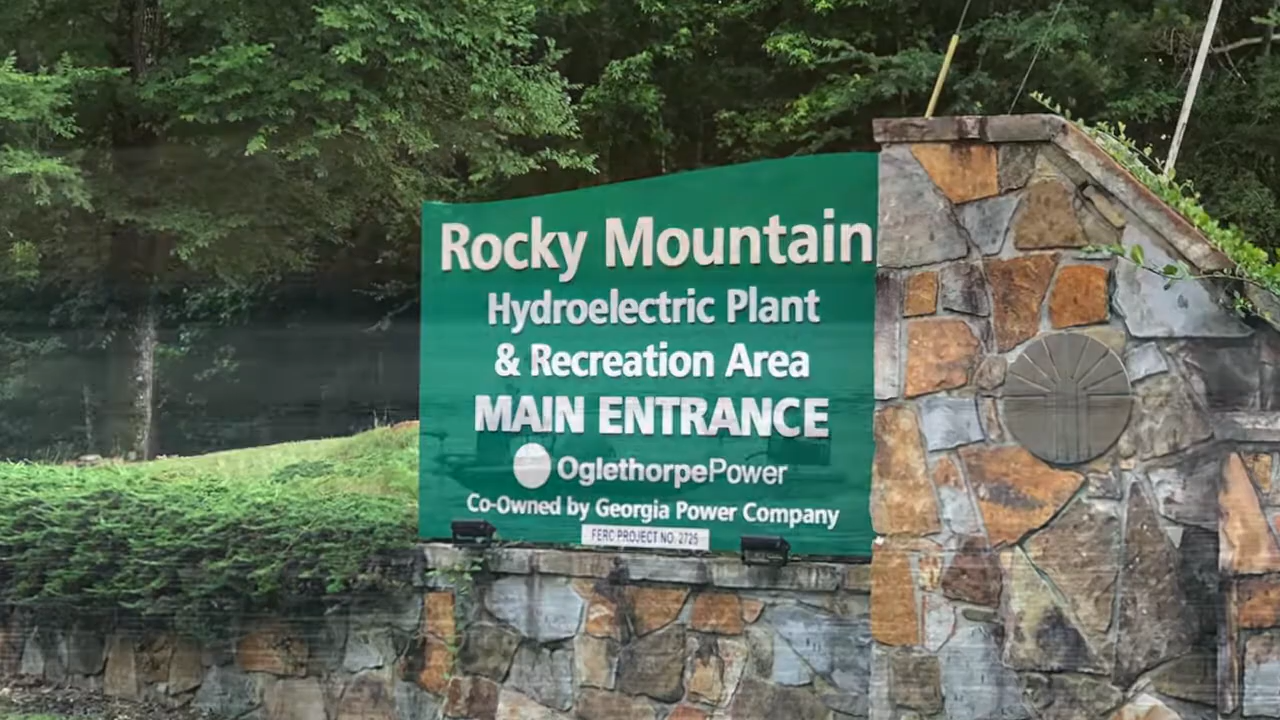 Rocky Mountain
Hydroelectric Plant
& Recreation Area
MAIN ENTRANCE
OglethorpePower
Co-Owned by Georgia Power Company
FERC PROJECT NO. 2725